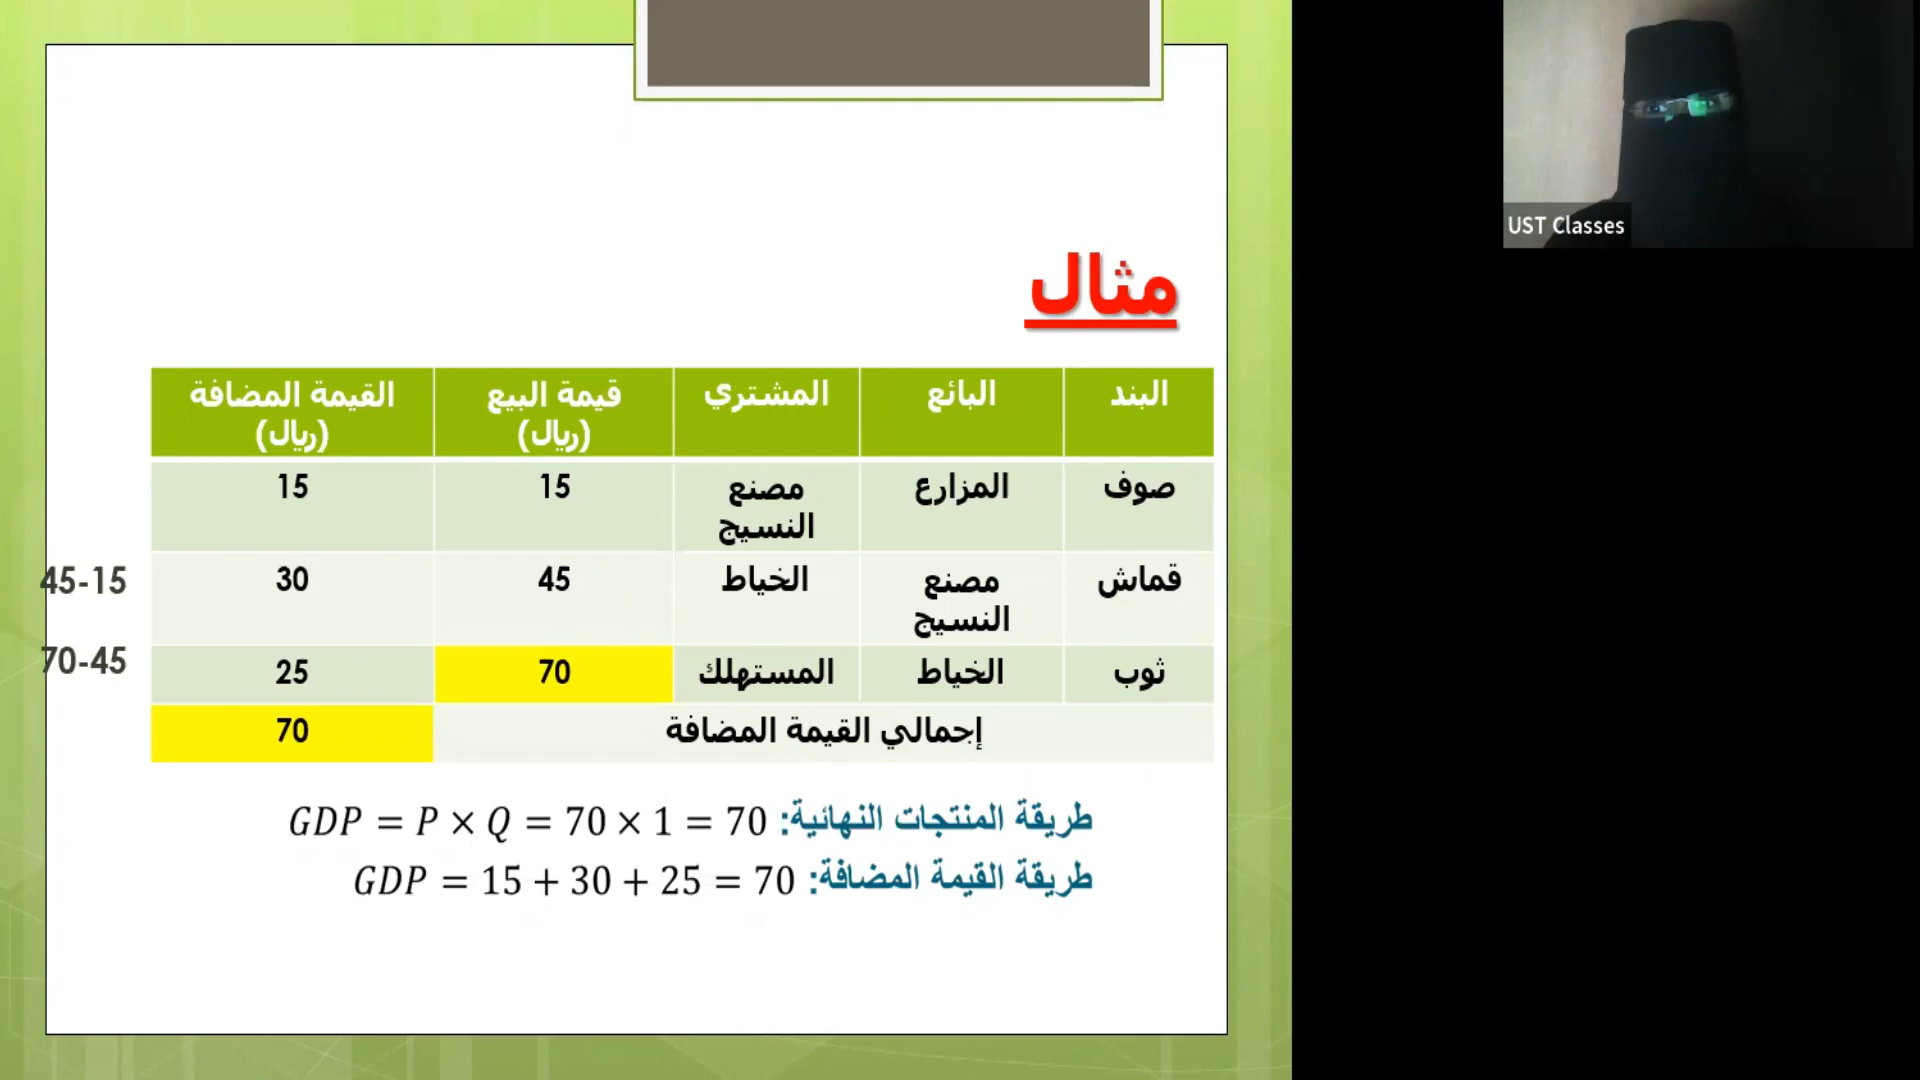 مثال
البند البائع المشتري قيمة البيع (ريال) القيمة المضافة (ريال)
صوف المزارع مصنع النسيج 15 15
قماش مصنع النسيج الخياط 45 30 45-15
ثوب الخياط المستهلك 70 25 70-45
إجمالي القيمة المضافة 70
طريقة المنتجات النهائية: GDP = P × Q = 70 × 1 = 70
طريقة القيمة المضافة: GDP = 15 + 30 + 25 = 70
UST Classes